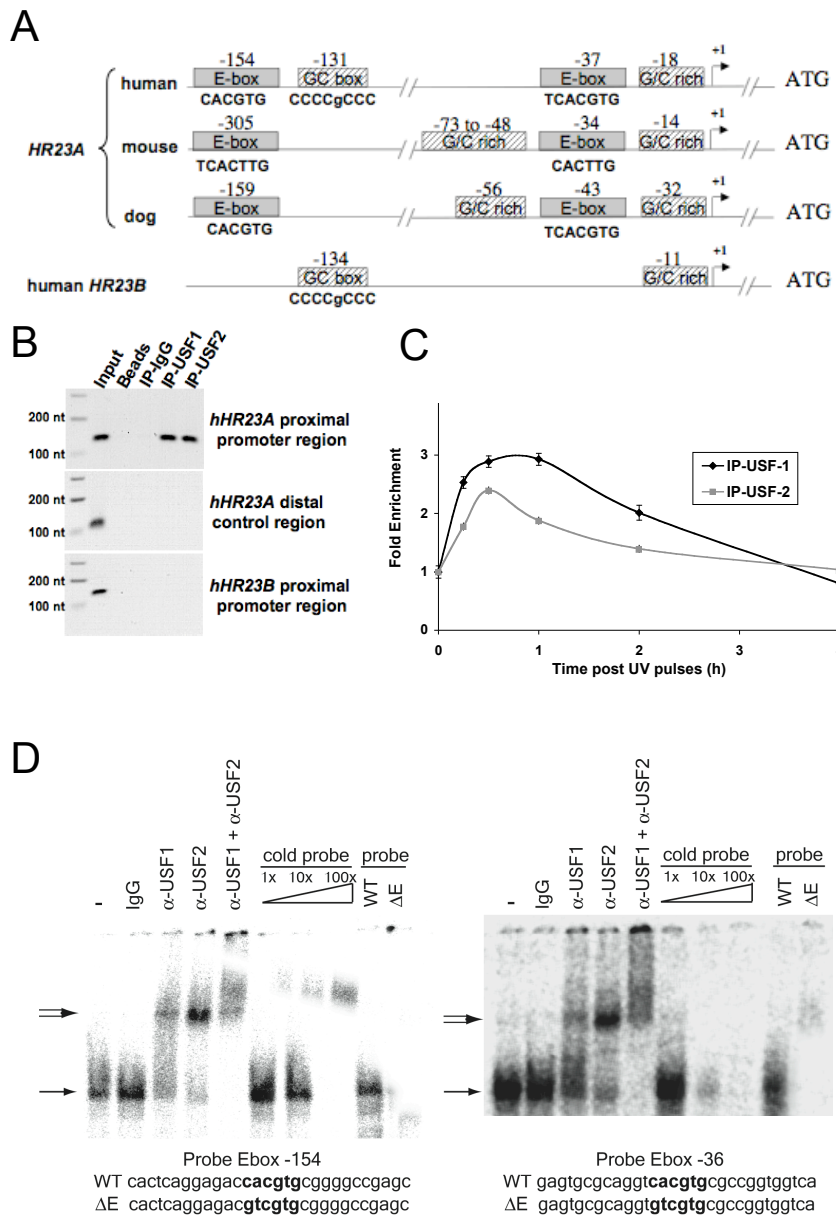 A
-154
-131
-37
-18
+1
human
E-box
GC box
E-box
G/C rich
ATG
CACGTG
CCCCgCCC
TCACGTG
-305
-73 to -48
-34
-14
+1
HR23A
mouse
E-box
G/C rich
E-box
G/C rich
ATG
TCACTTG
CACTTG
-159
-56
-43
-32
+1
dog
E-box
G/C rich
E-box
G/C rich
ATG
CACGTG
TCACGTG
-134
-11
+1
human HR23B
GC box
G/C rich
ATG
CCCCgCCC
B
Input
Beads
IP-IgG
IP-USF1
IP-USF2
200 nt
100 nt
hHR23A proximal
promoter region
200 nt
100 nt
hHR23A distal
control region
200 nt
100 nt
hHR23B proximal
promoter region
C
Fold Enrichment
3
2
1
0
IP-USF-1
IP-USF-2
0
1
2
3
Time post UV pulses (h)
D
-
IgG
α-USF1
α-USF2
α-USF1 + α-USF2
cold probe
1x 10x 100x
probe
WT
ΔE
Probe Ebox -154
WT cactcaggagaccacgtgcggggccgagc
ΔE cactcaggagacgtcgtgcggggccgagc
-
IgG
α-USF1
α-USF2
α-USF1 + α-USF2
cold probe
1x 10x 100x
probe
WT
ΔE
Probe Ebox -36
WT gagtgcgcaggtcacgtgcgccggtggtca
ΔE gagtgcgcaggtgtcgtgcgccggtggtca